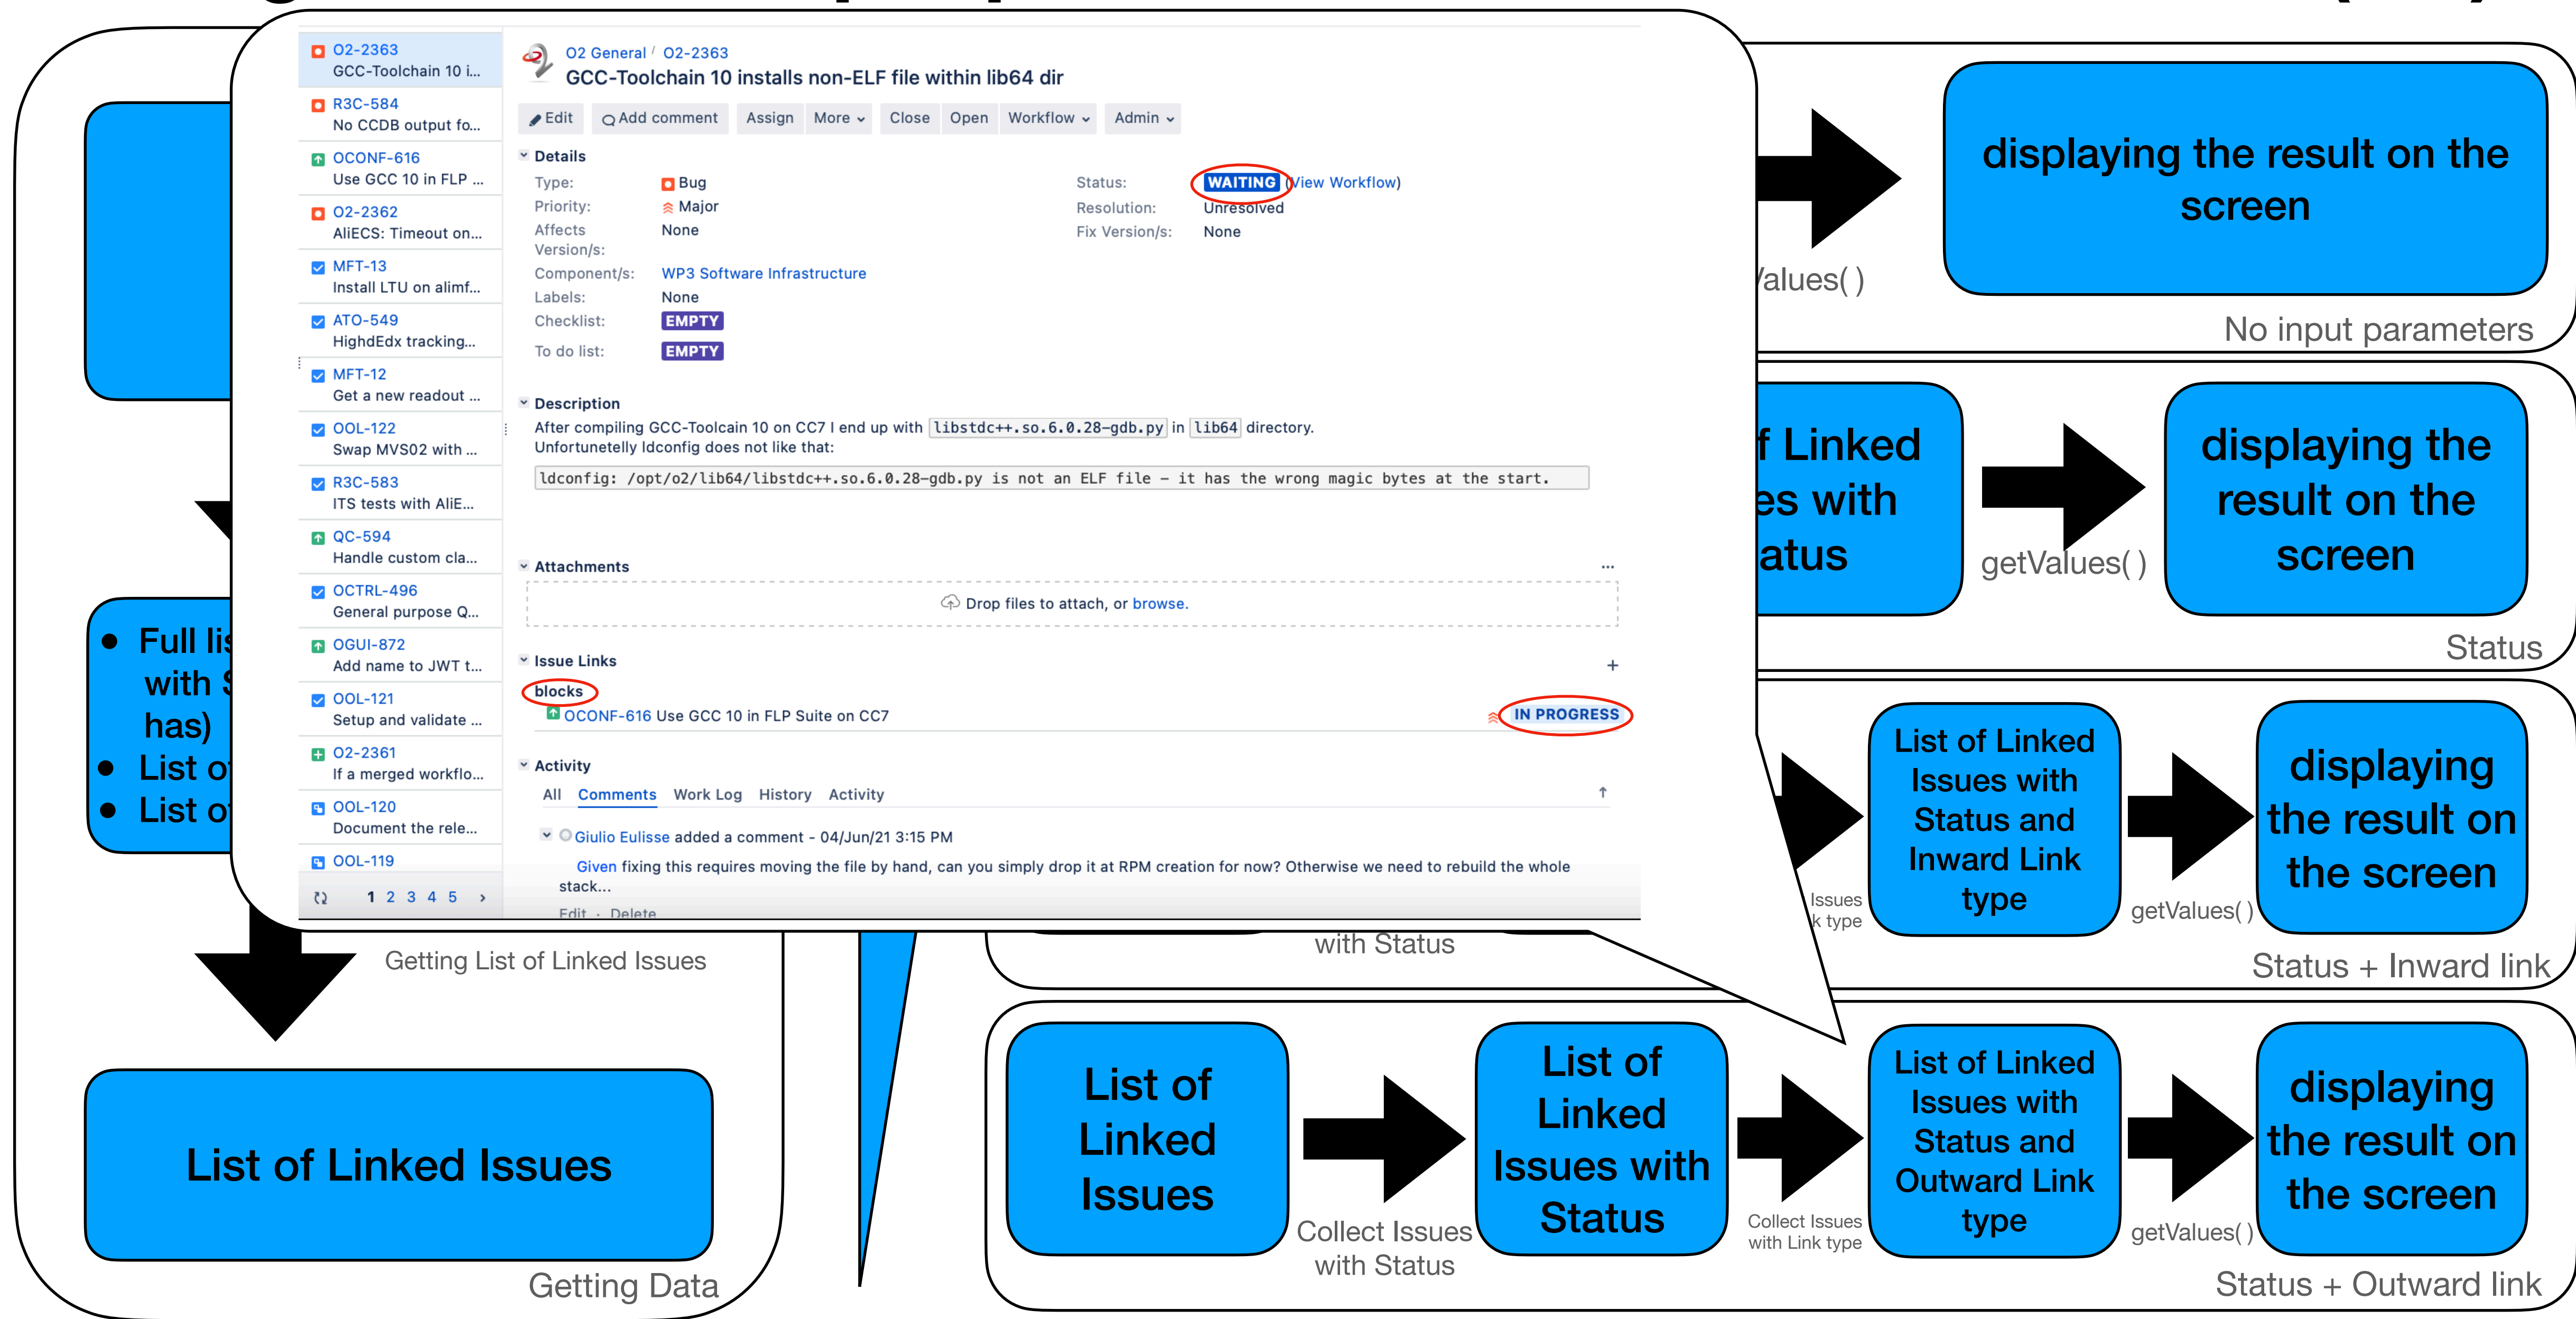 O2-2363
GCC-Toolchain 10 i...
R3C-584
No CCDB output fo...
OCONF-616
Use GCC 10 in FLP ...
O2-2362
AliECS: Timeout on...
MFT-13
Install LTU on alimf...
ATO-549
HighdEdx tracking...
MFT-12
Get a new readout ...
OOL-122
Swap MVS02 with ...
R3C-583
ITS tests with AliE...
QC-594
Handle custom cla...
OCTRL-496
General purpose Q...
OGUI-872
Add name to JWT t...
OOL-121
Setup and validate ...
O2-2361
If a merged workflo...
OOL-120
Document the rele...
OOL-119
1 2 3 4 5 >
O2 General / O2-2363
GCC-Toolchain 10 installs non-ELF file within lib64 dir
Edit Add comment Assign More Close Open Workflow Admin
Details
Type: Bug
Status: WAITING (View Workflow)
Priority: Major
Resolution: Unresolved
Affects Version/s: None
Fix Version/s: None
Component/s: WP3 Software Infrastructure
Labels: None
Checklist: EMPTY
To do list: EMPTY
Description
After compiling GCC-Toolcain 10 on CC7 I end up with libstdc++.so.6.0.28-gdb.py in lib64 directory.
Unfortunetelly ldconfig does not like that:
ldconfig: /opt/o2/lib64/libstdc++.so.6.0.28-gdb.py is not an ELF file – it has the wrong magic bytes at the start.
Attachments ...
Drop files to attach, or browse.
Issue Links +
blocks
OCONF-616 Use GCC 10 in FLP Suite on CC7 IN PROGRESS
Activity
All Comments Work Log History Activity
Giulio Eulisse added a comment - 04/Jun/21 3:15 PM
Given fixing this requires moving the file by hand, can you simply drop it at RPM creation for now? Otherwise we need to rebuild the whole
stack...
Edit · Delete
• Full
with
has)
• List
• List
Getting List of Linked Issues
List of Linked Issues
Getting Data
displaying the result on the
screen
Values( )
No input parameters
Linked
with
getValues( )
displaying the
result on the
screen
Status
with Status
Issues
type
List of Linked
Issues with
Status and
Inward Link
type
getValues( )
displaying
the result on
the screen
Status + Inward link
List of
Linked
Issues
Collect Issues
with Status
List of
Linked
Issues with
Status
Collect Issues
with Link type
List of Linked
Issues with
Status and
Outward Link
type
getValues( )
displaying
the result on
the screen
Status + Outward link